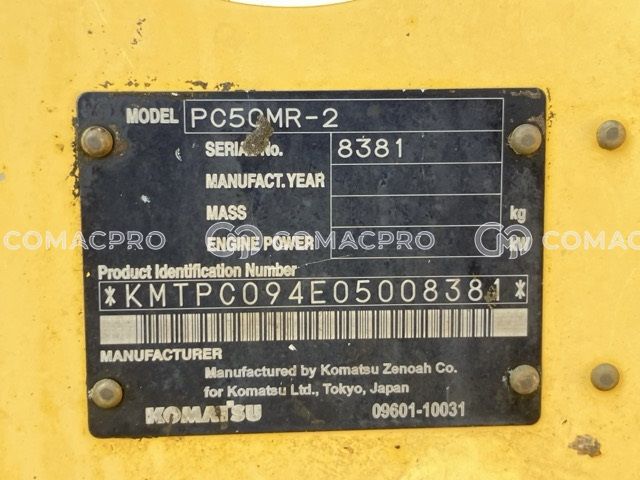 MODEL PC50MR-2
SERIAL No. 8381
MANUFACT.YEAR
MASS kg
COMACPRO COMACPRO COMACPRO
ENGINE POWER kW
Product Identification Number
*KMTPC094E05008381*
MANUFACTURER
Manufactured by Komatsu Zenoah Co.
for Komatsu Ltd., Tokyo, Japan
KOMATSU 09601-10031